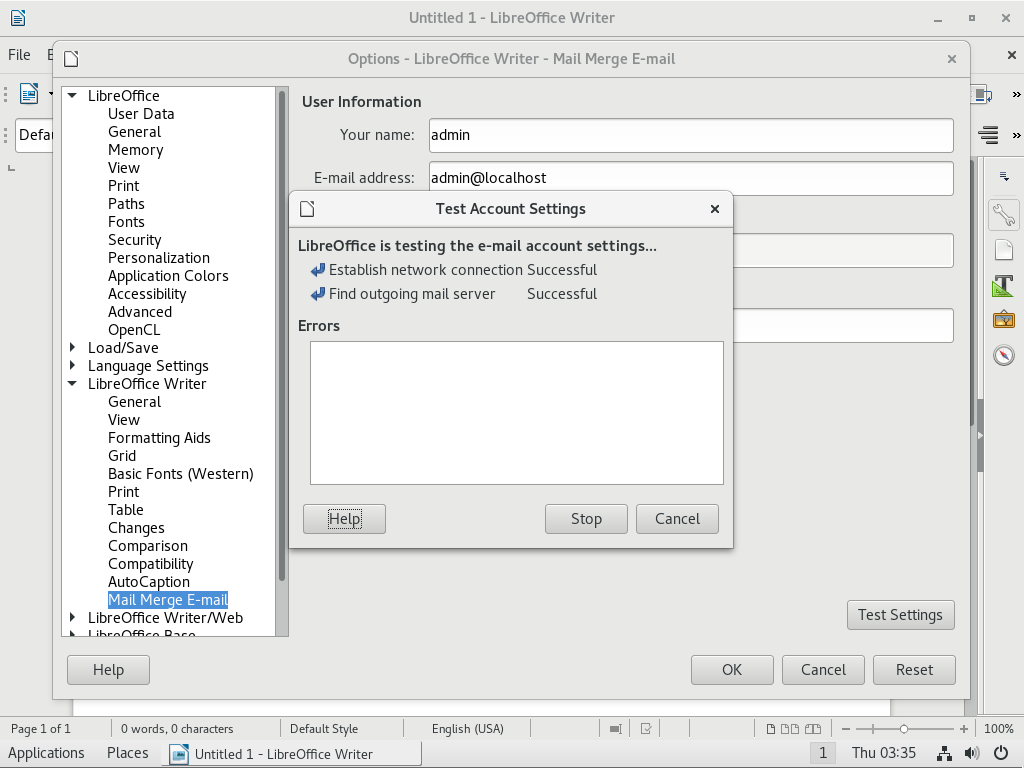 Untitled 1 - LibreOffice Writer
File
Options - LibreOffice Writer - Mail Merge E-mail
LibreOffice
User Data
General
Memory
View
Print
Paths
Fonts
Security
Personalization
Application Colors
Accessibility
Advanced
OpenCL
Load/Save
Language Settings
LibreOffice Writer
General
View
Formatting Aids
Grid
Basic Fonts (Western)
Print
Table
Changes
Comparison
Compatibility
AutoCaption
Mail Merge E-mail
LibreOffice Writer/Web
LibreOffice Base
User Information
Your name: admin
E-mail address: admin@localhost
Test Account Settings
LibreOffice is testing the e-mail account settings...
Establish network connection Successful
Find outgoing mail server Successful
Errors
Help Stop Cancel
Test Settings
Help OK Cancel Reset
Page 1 of 1 0 words, 0 characters Default Style English (USA) 100%
Applications Places Untitled 1 - LibreOffice Writer 1 Thu 03:35